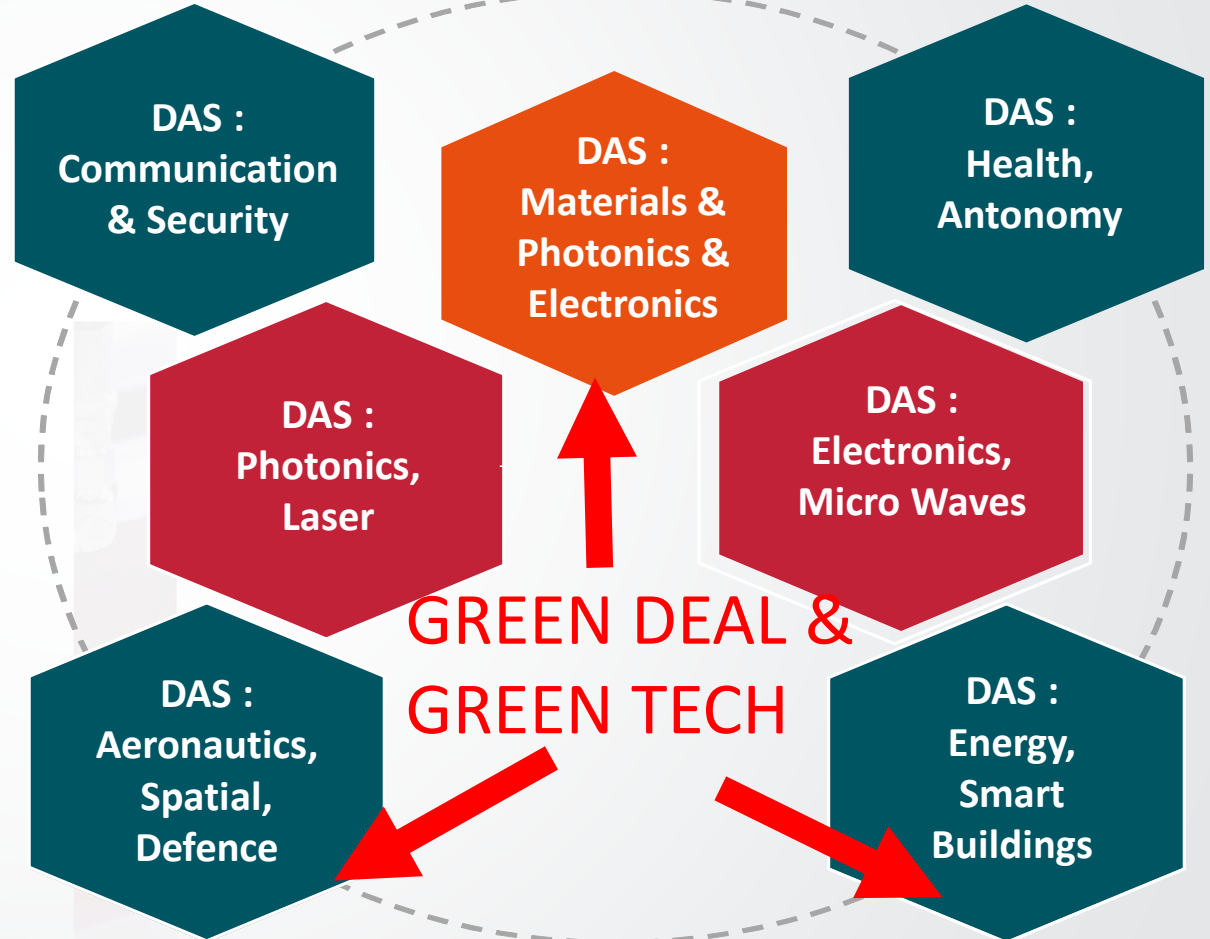 DAS :
Communication
& Security
DAS :
Materials &
Photonics &
Electronics
DAS :
Health,
Antonomy
DAS :
Photonics,
Laser
DAS :
Electronics,
Micro Waves
GREEN DEAL &
GREEN TECH
DAS :
Aeronautics,
Spatial,
Defence
DAS :
Energy,
Smart
Buildings